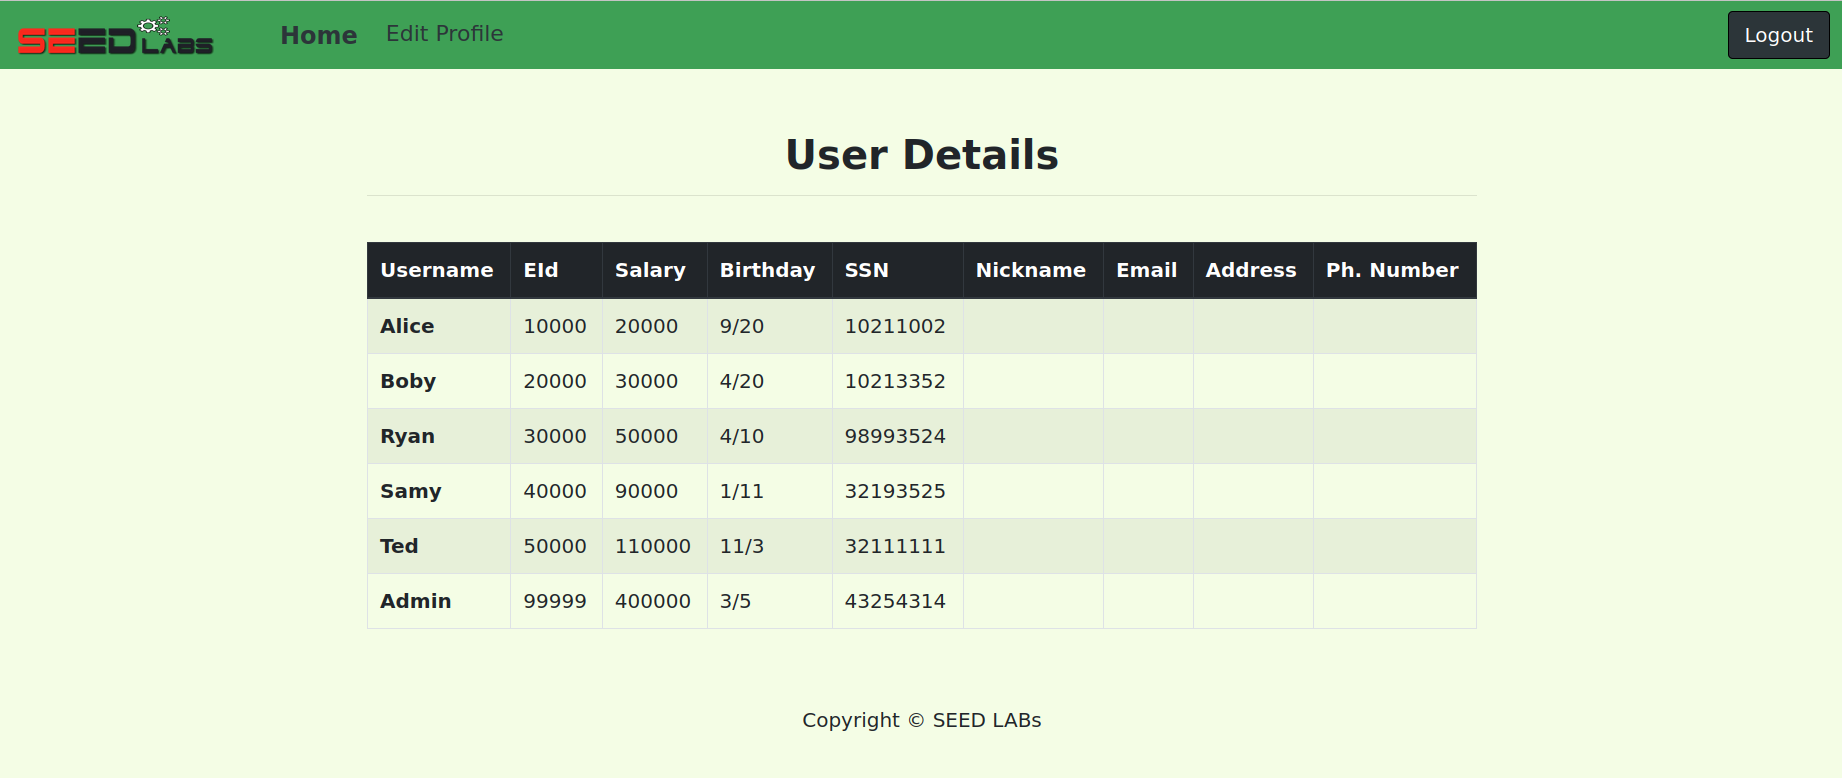 SEED LABS Home Edit Profile Logout
User Details
Username EId Salary Birthday SSN Nickname Email Address Ph. Number
Alice 10000 20000 9/20 10211002
Boby 20000 30000 4/20 10213352
Ryan 30000 50000 4/10 98993524
Samy 40000 90000 1/11 32193525
Ted 50000 110000 11/3 32111111
Admin 99999 400000 3/5 43254314
Copyright © SEED LABs